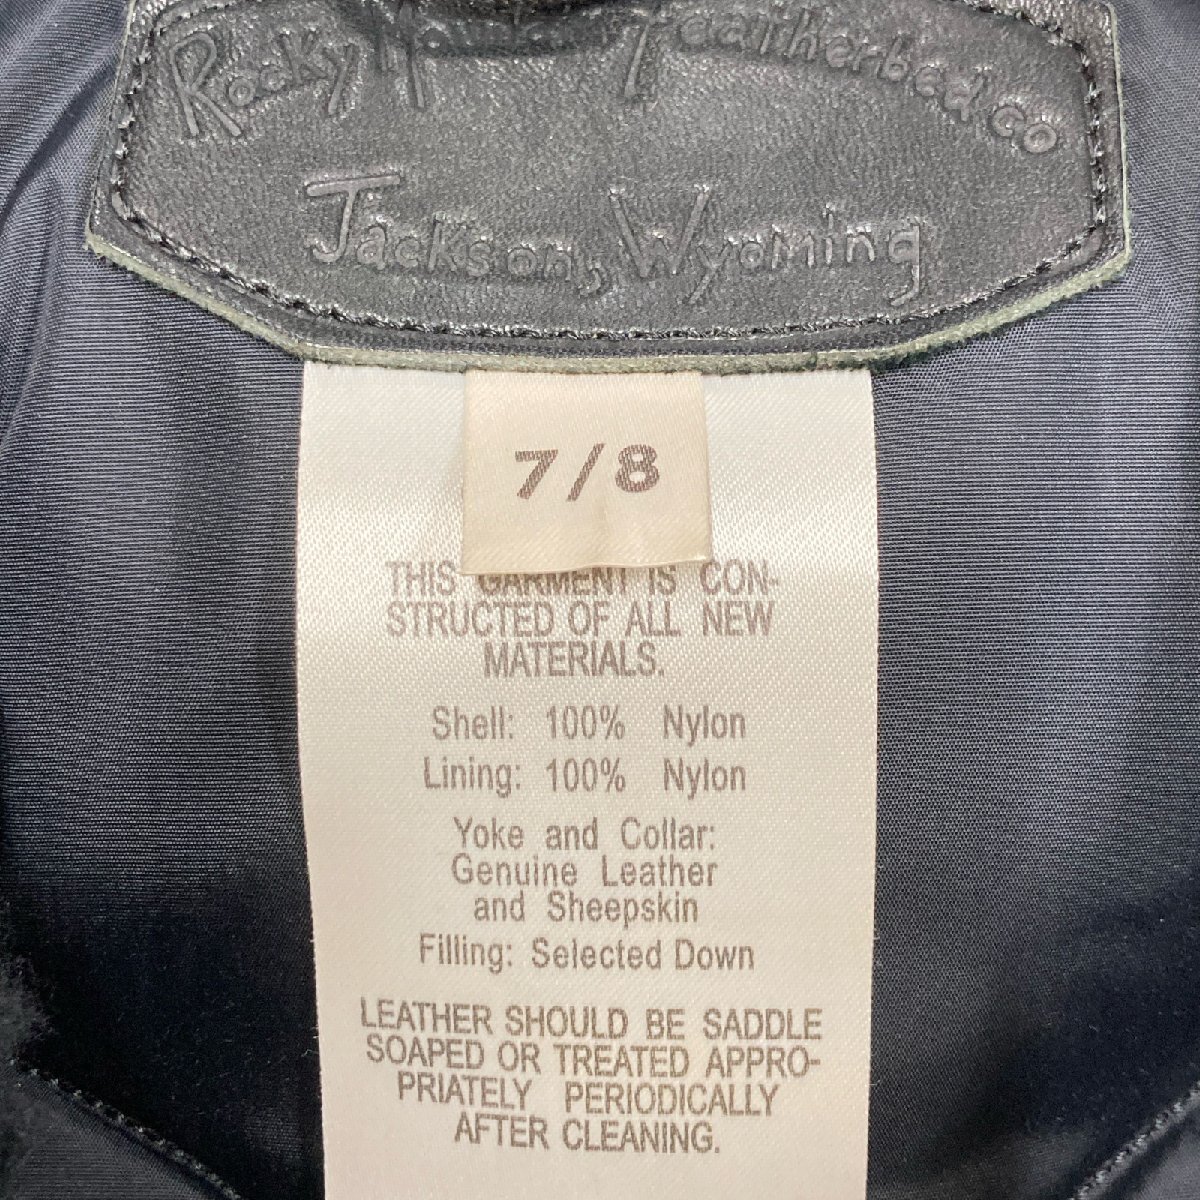 Rocky Mountain Featherbed co
Jackson, Wyoming
7/8
THIS GARMENT IS CON-
STRUCTED OF ALL NEW
MATERIALS.
Shell: 100% Nylon
Lining: 100% Nylon
Yoke and Collar:
Genuine Leather
and Sheepskin
Filling: Selected Down
LEATHER SHOULD BE SADDLE
SOAPED OR TREATED APPRO-
PRIATELY PERIODICALLY
AFTER CLEANING.